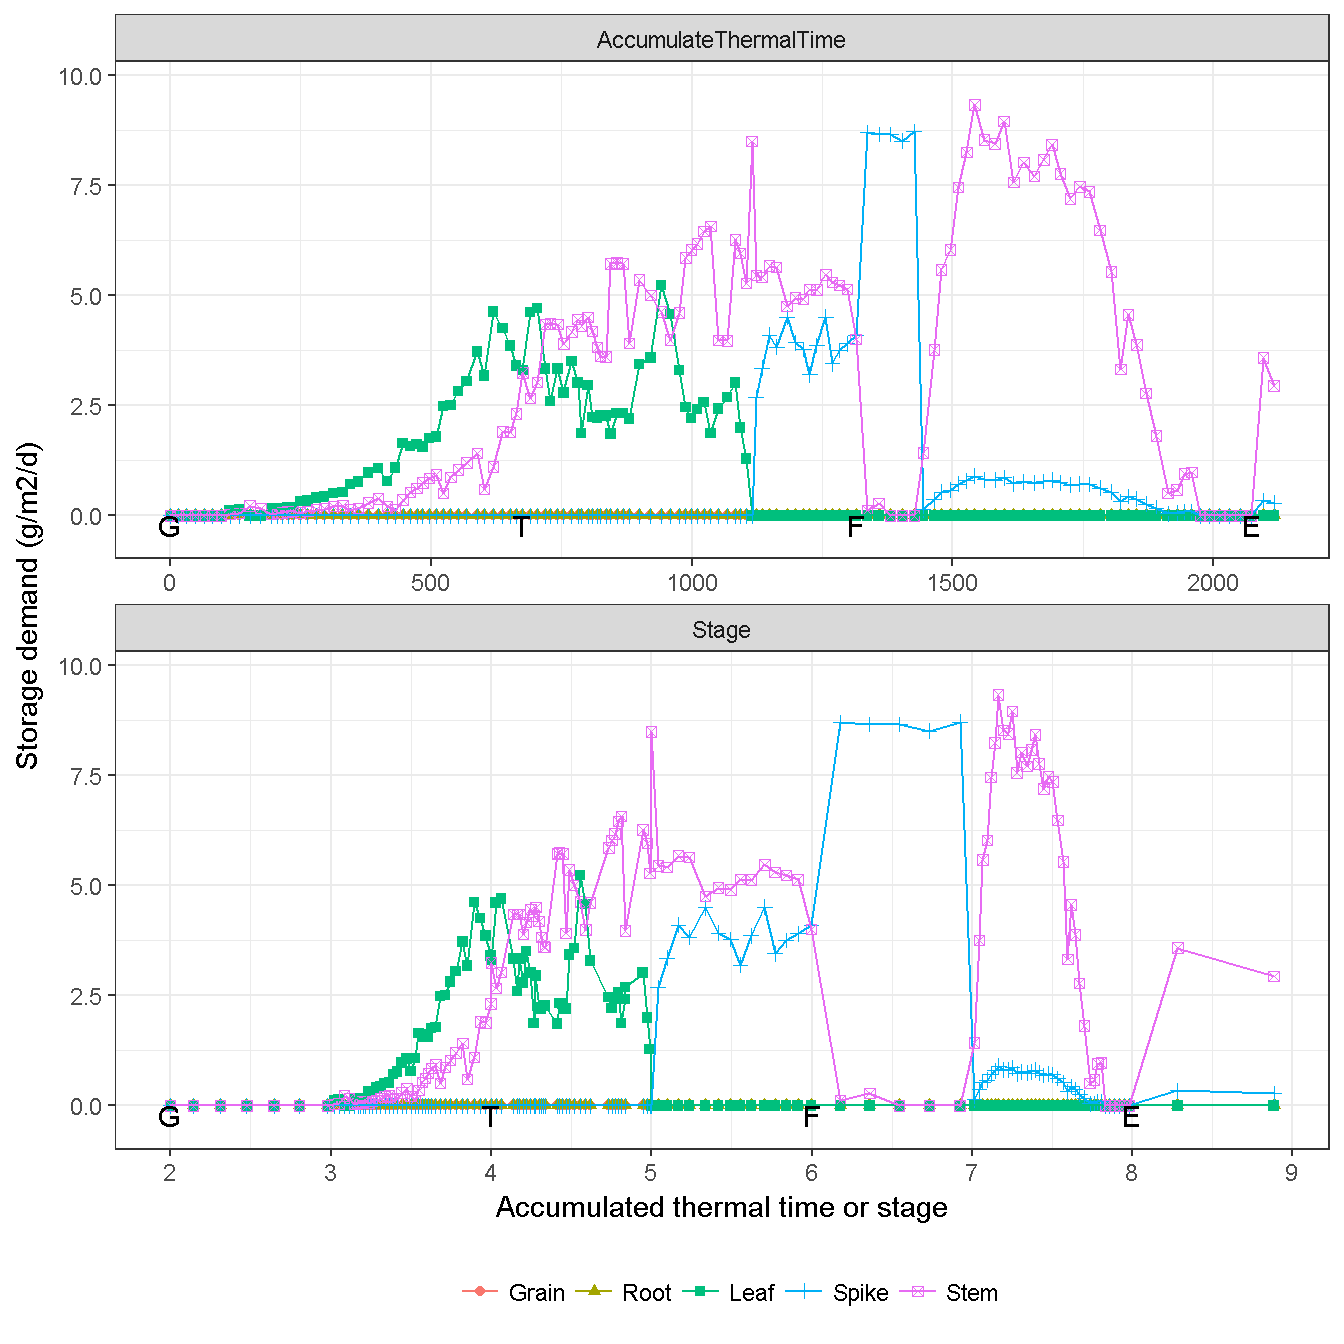 AccumulateThermalTime
10.0
7.5
5.0
2.5
0.0
G T F E
0 500 1000 1500 2000
Stage
10.0
7.5
5.0
2.5
0.0
G T F E
2 3 4 5 6 7 8 9
Storage demand (g/m2/d)
Accumulated thermal time or stage
Grain Root Leaf Spike Stem